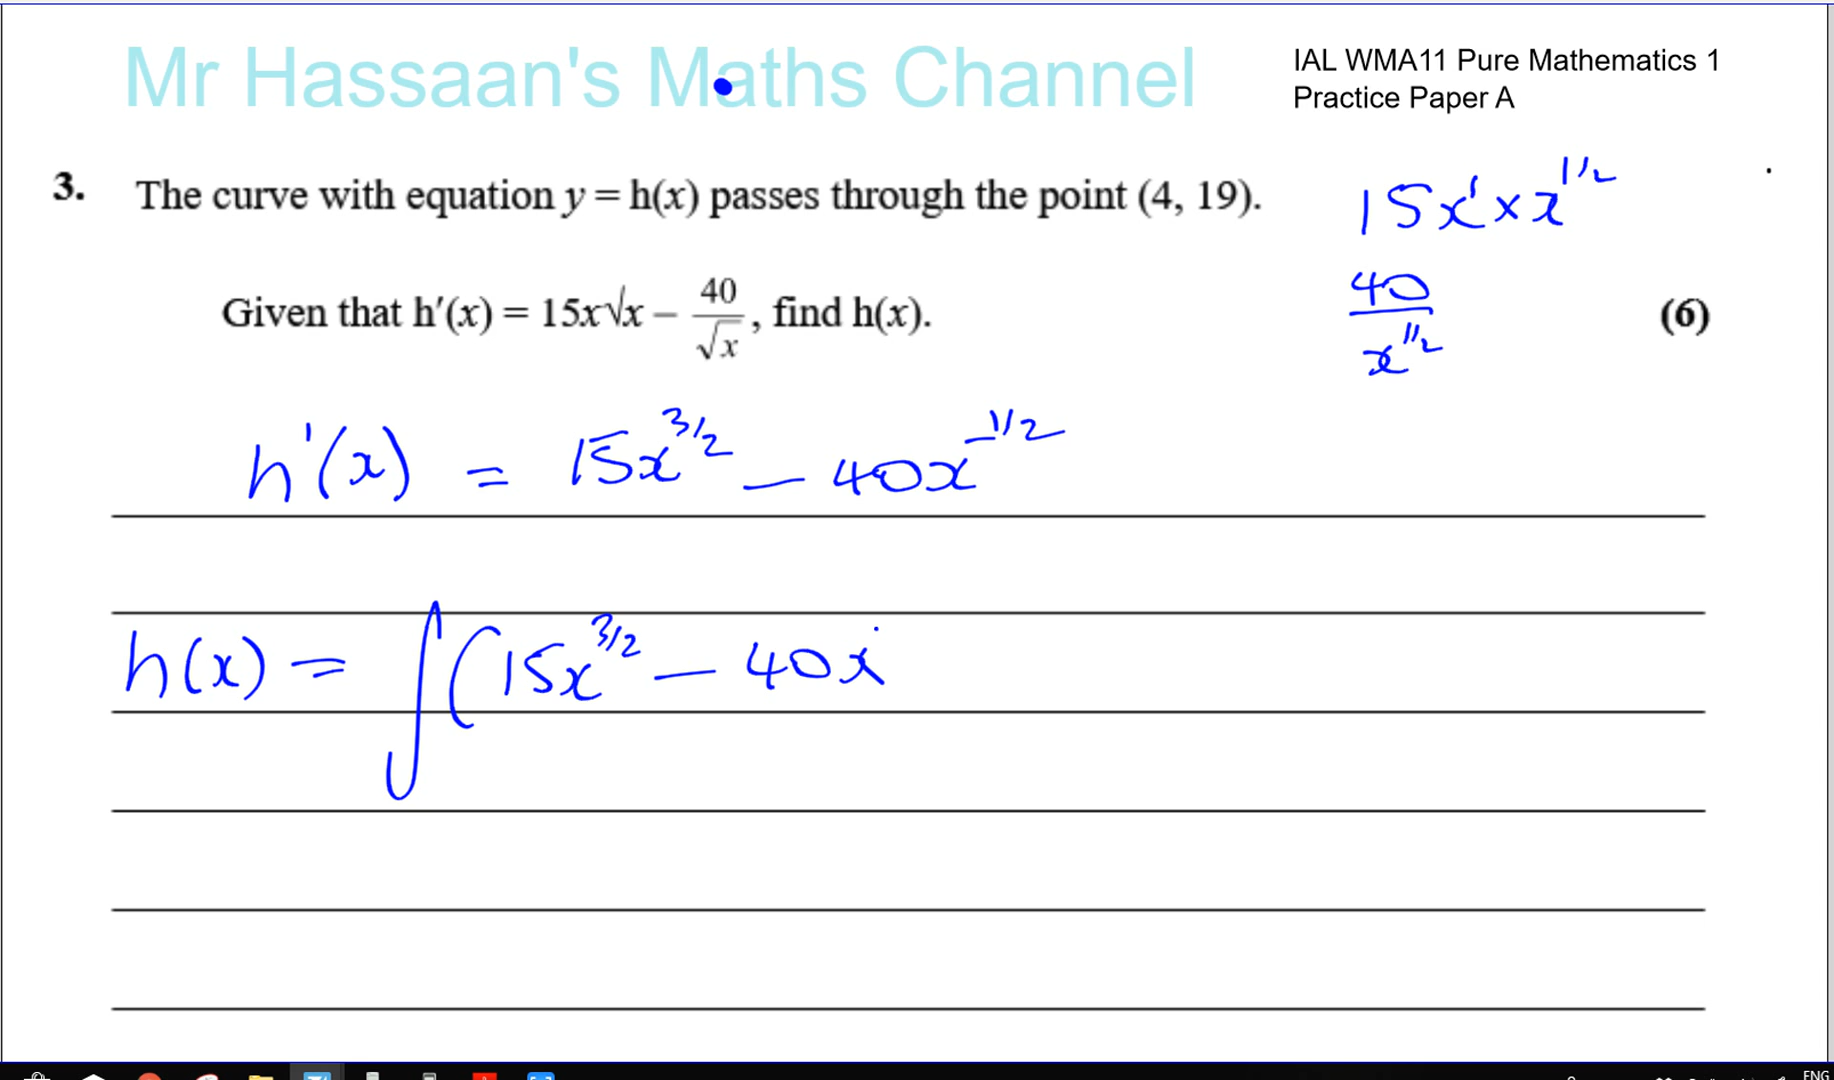 Mr Hassaan's Maths Channel
IAL WMA11 Pure Mathematics 1
Practice Paper A
3. The curve with equation y = h(x) passes through the point (4, 19).
15x¹ × x^1/2
Given that h′(x) = 15x√x − 40/√x, find h(x).
40/x^1/2
(6)
h'(x) = 15x^3/2 − 40x^−1/2
h(x) = ∫(15x^3/2 − 40x
ENG